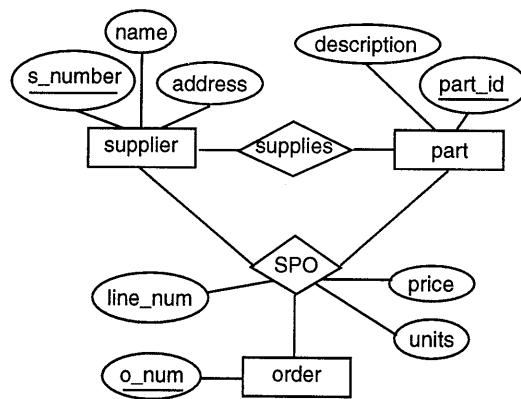 name
description
s_number
address
part_id
supplier
supplies
part
SPO
line_num
price
units
o_num
order